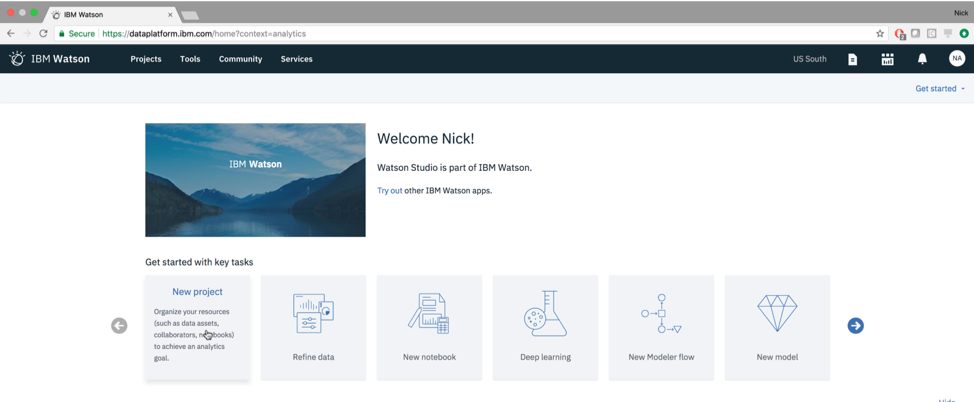 Nick
IBM Watson
Secure https://dataplatform.ibm.com/home?context=analytics
2
IBM Watson Projects Tools Community Services US South NA
Get started
IBM Watson
Welcome Nick!
Watson Studio is part of IBM Watson.
Try out other IBM Watson apps.
Get started with key tasks
New project
Organize your resources
(such as data assets,
collaborators, notebooks)
to achieve an analytics
goal.
Refine data
New notebook
Deep learning
New Modeler flow
New model
Hide